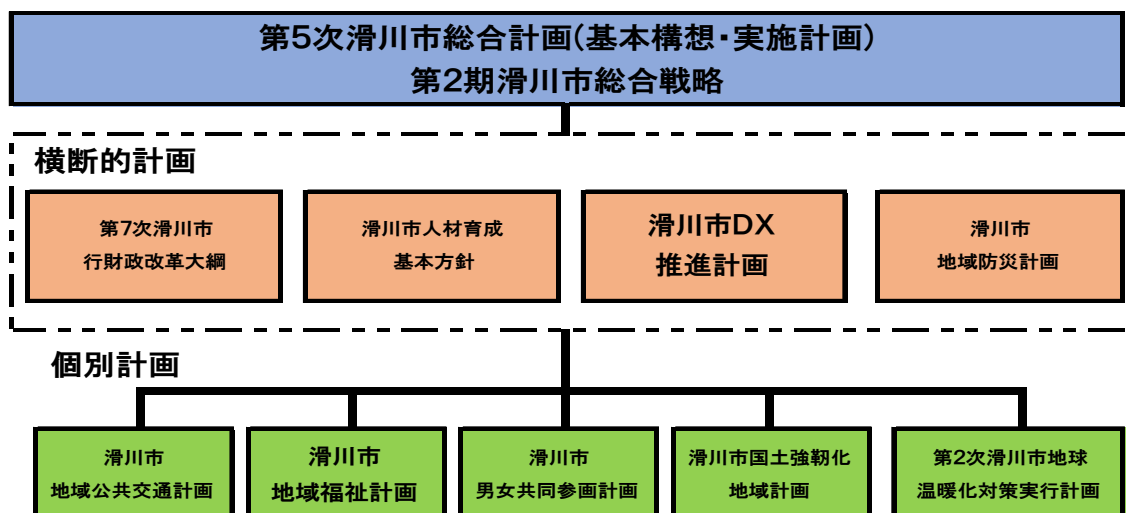 第5次滑川市総合計画(基本構想・実施計画)
第2期滑川市総合戦略
横断的計画
第7次滑川市
行財政改革大綱
滑川市人材育成
基本方針
滑川市DX
推進計画
滑川市
地域防災計画
個別計画
滑川市
地域公共交通計画
滑川市
地域福祉計画
滑川市
男女共同参画計画
滑川市国土強靭化
地域計画
第2次滑川市地球
温暖化対策実行計画